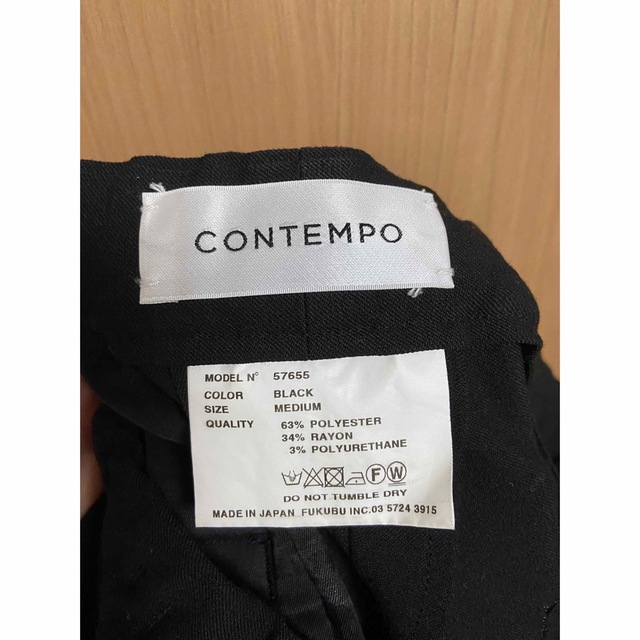 CONTEMPO
MODEL N° 57655
COLOR BLACK
SIZE MEDIUM
QUALITY 63% POLYESTER
34% RAYON
3% POLYURETHANE
F W
DO NOT TUMBLE DRY
MADE IN JAPAN FUKUBU INC.03 5724 3915